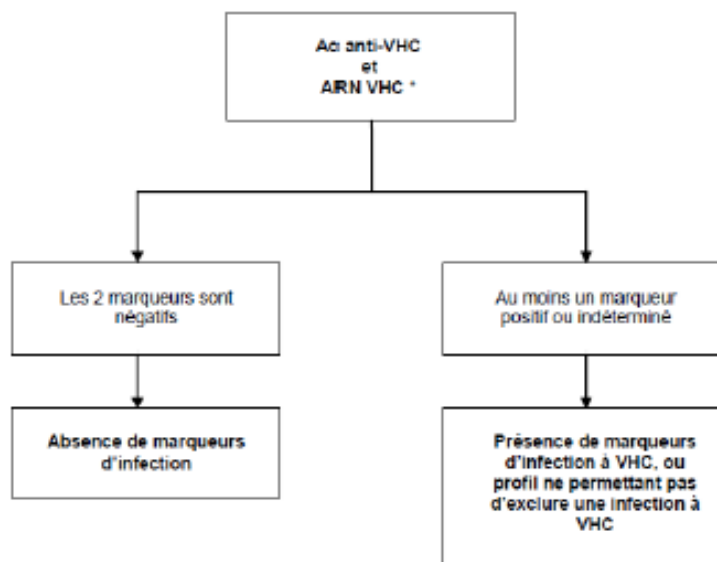 Ac anti-VHC
et
ARN VHC *
Les 2 marqueurs sont
négatifs
Au moins un marqueur
positif ou indéterminé
Absence de marqueurs
d'infection
Présence de marqueurs
d'infection à VHC, ou
profil ne permettant pas
d'exclure une infection à
VHC